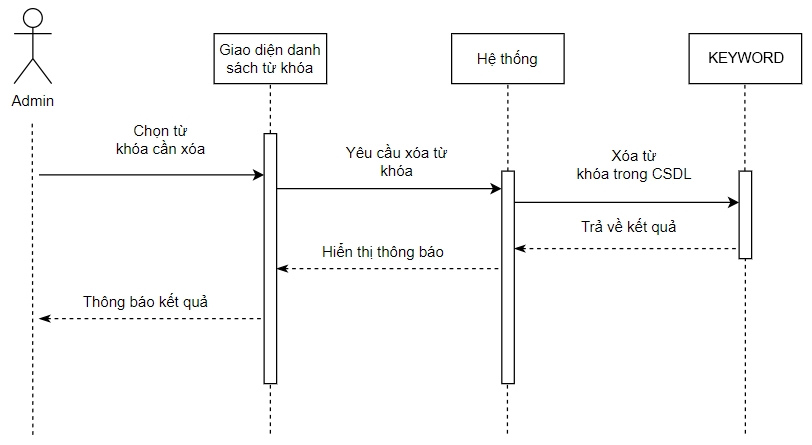 Giao diện danh
sách từ khóa
Hệ thống
KEYWORD
Admin
Chọn từ
khóa cần xóa
Yêu cầu xóa từ
khóa
Xóa từ
khóa trong CSDL
Trả về kết quả
Hiển thị thông báo
Thông báo kết quả